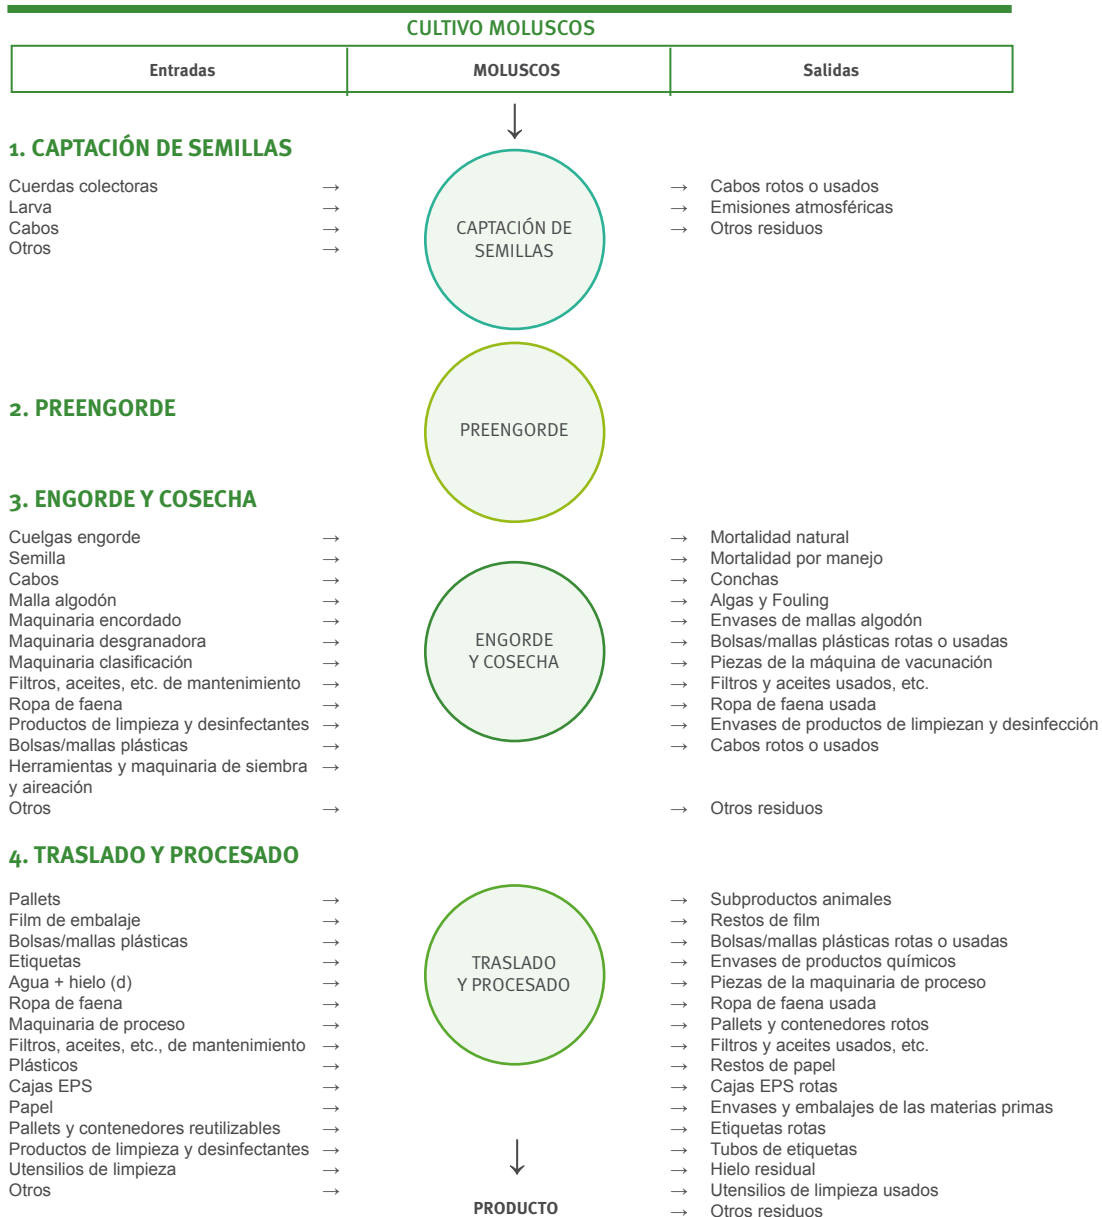 CULTIVO MOLUSCOS
Entradas MOLUSCOS Salidas
↓
1. CAPTACIÓN DE SEMILLAS
Cuerdas colectoras →
Larva →
Cabos →
Otros →
CAPTACIÓN DE
SEMILLAS
→ Cabos rotos o usados
→ Emisiones atmosféricas
→ Otros residuos
2. PREENGORDE
PREENGORDE
3. ENGORDE Y COSECHA
Cuelgas engorde →
Semilla →
Cabos →
Malla algodón →
Maquinaria encordado →
Maquinaria desgranadora →
Maquinaria clasificación →
Filtros, aceites, etc. de mantenimiento →
Ropa de faena →
Productos de limpieza y desinfectantes →
Bolsas/mallas plásticas →
Herramientas y maquinaria de siembra →
y aireación
Otros →
ENGORDE
Y COSECHA
→ Mortalidad natural
→ Mortalidad por manejo
→ Conchas
→ Algas y Fouling
→ Envases de mallas algodón
→ Bolsas/mallas plásticas rotas o usadas
→ Piezas de la máquina de vacunación
→ Filtros y aceites usados, etc.
→ Ropa de faena usada
→ Envases de productos de limpiezan y desinfección
→ Cabos rotos o usados
→ Otros residuos
4. TRASLADO Y PROCESADO
Pallets →
Film de embalaje →
Bolsas/mallas plásticas →
Etiquetas →
Agua + hielo (d) →
Ropa de faena →
Maquinaria de proceso →
Filtros, aceites, etc., de mantenimiento →
Plásticos →
Cajas EPS →
Papel →
Pallets y contenedores reutilizables →
Productos de limpieza y desinfectantes →
Utensilios de limpieza →
Otros →
TRASLADO
Y PROCESADO
↓
PRODUCTO
→ Subproductos animales
→ Restos de film
→ Bolsas/mallas plásticas rotas o usadas
→ Envases de productos químicos
→ Piezas de la maquinaria de proceso
→ Ropa de faena usada
→ Pallets y contenedores rotos
→ Filtros y aceites usados, etc.
→ Restos de papel
→ Cajas EPS rotas
→ Envases y embalajes de las materias primas
→ Etiquetas rotas
→ Tubos de etiquetas
→ Hielo residual
→ Utensilios de limpieza usados
→ Otros residuos